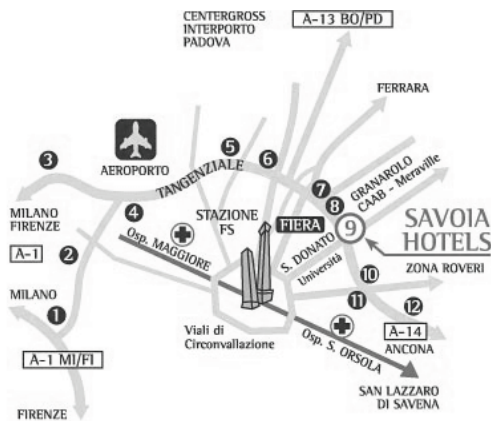 CENTERGROSS
INTERPORTO
PADOVA
A-13 BO/PD
FERRARA
3
AEROPORTO
5
6
TANGENZIALE
7
8
GRANAROLO
CAAB - Meraville
MILANO
FIRENZE
A-1
4
2
STAZIONE
FS
FIERA
9
SAVOIA
HOTELS
Osp. MAGGIORE
S. DONATO
Università
10
ZONA ROVERI
MILANO
1
11
12
A-14
ANCONA
Viali di
Circonvallazione
Osp. S. ORSOLA
A-1 MI/FI
SAN LAZZARO
DI SAVENA
FIRENZE